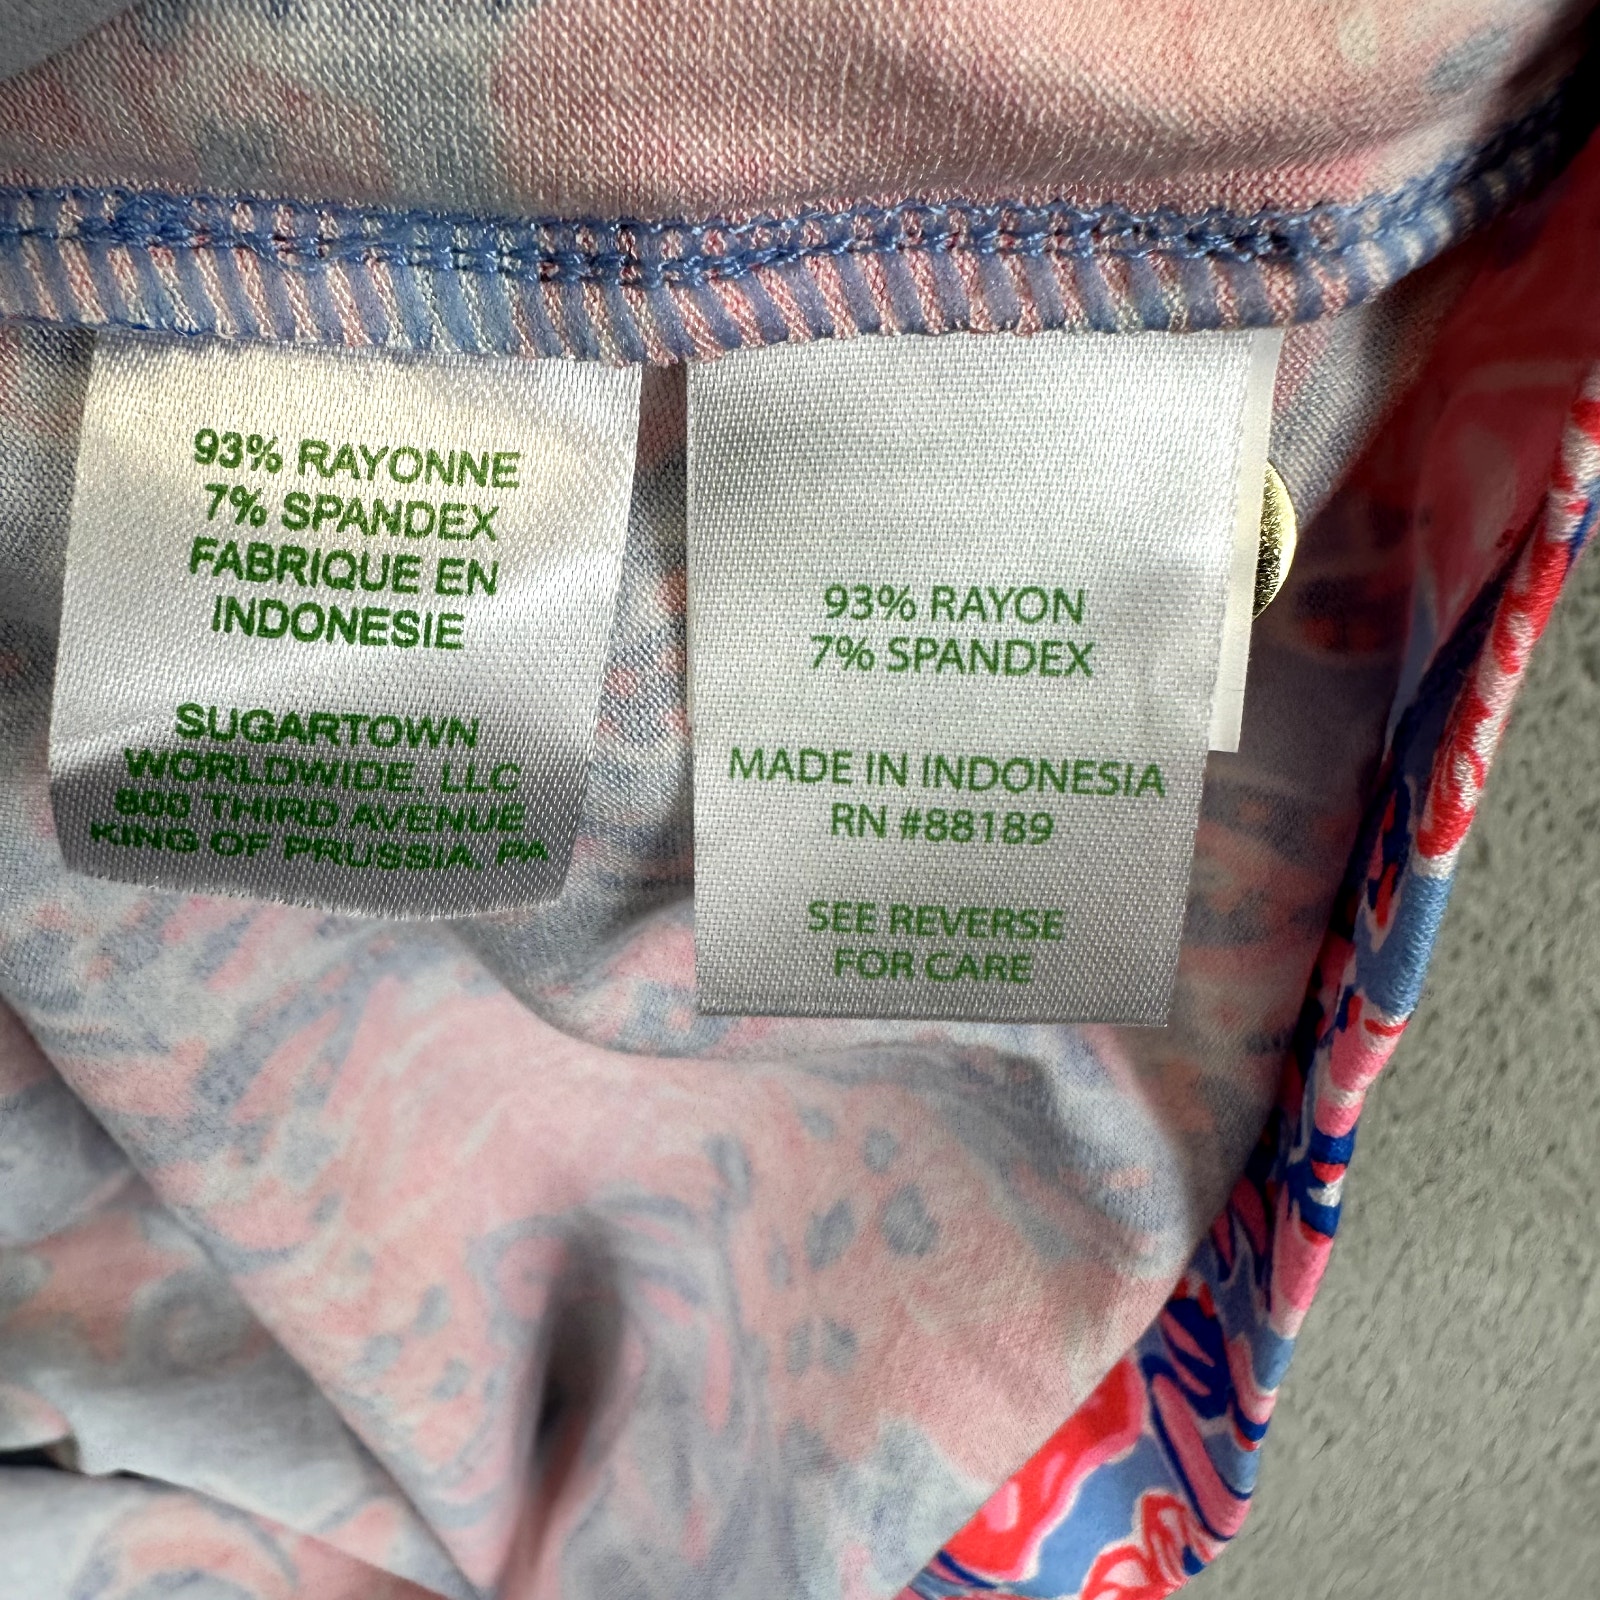 93% RAYONNE
7% SPANDEX
FABRIQUE EN
INDONESIE
SUGARTOWN
WORLDWIDE, LLC
800 THIRD AVENUE
KING OF PRUSSIA, PA
93% RAYON
7% SPANDEX
MADE IN INDONESIA
RN #88189
SEE REVERSE
FOR CARE